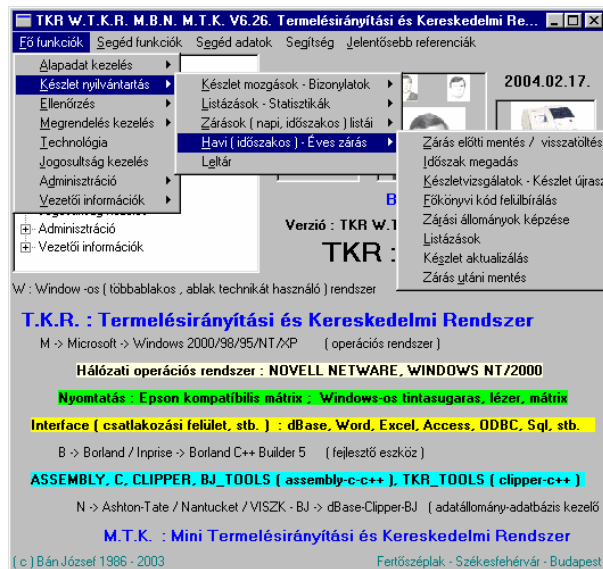 TKR W.T.K.R. M.B.N. M.T.K. V6.26. Termelésirányítási és Kereskedelmi Re...
Fő funkciók Segéd funkciók Segéd adatok Segítség Jelentősebb referenciák
Alapadat kezelés
Készlet nyilvántartás
Ellenőrzés
Megrendelés kezelés
Technológia
Jogosultság kezelés
Adminisztráció
Vezetői információk
Készlet mozgások - Bizonylatok
Listázások - Statisztikák
Zárások ( napi, időszakos ) listái
Havi ( időszakos ) - Éves zárás
Leltár
2004.02.17.
Zárás előtti mentés / visszatöltés
Időszak megadás
Készletvizsgálatok - Készlet újrasz
Főkönyvi kód felülbírálás
Zárási állományok képzése
Listázások
Készlet aktualizálás
Zárás utáni mentés
Adminisztráció
Vezetői információk
B
Verzió : TKR W.T
TKR :
W : Window -os ( többablakos , ablak technikát használó ) rendszer
T.K.R. : Termelésirányítási és Kereskedelmi Rendszer
M -> Microsoft -> Windows 2000/98/95/NT/XP ( operációs rendszer )
Hálózati operációs rendszer : NOVELL NETWARE, WINDOWS NT/2000
Nyomtatás : Epson kompatíbilis mátrix ; Windows-os tintasugaras, lézer, mátrix
Interface ( csatlakozási felület, stb. ) : dBase, Word, Excel, Access, ODBC, Sql, stb.
B -> Borland / Inprise -> Borland C++ Builder 5 ( fejlesztő eszköz )
ASSEMBLY, C, CLIPPER, BJ_TOOLS ( assembly-c-c++ ), TKR_TOOLS ( clipper-c++ )
N -> Ashton-Tate / Nantucket / VISZK - BJ -> dBase-Clipper-BJ ( adatállomány-adatbázis kezelő
M.T.K. : Mini Termelésirányítási és Kereskedelmi Rendszer
( c ) Bán József 1986 - 2003 Fertőszéplak - Székesfehérvár - Budapest